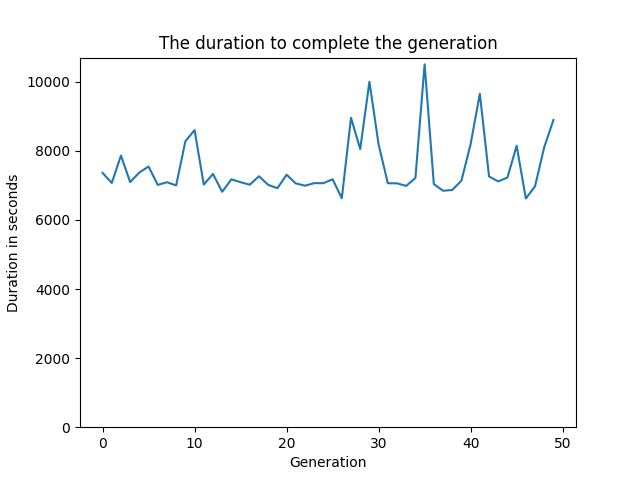 The duration to complete the generation
Duration in seconds
10000
8000
6000
4000
2000
0
0 10 20 30 40 50
Generation